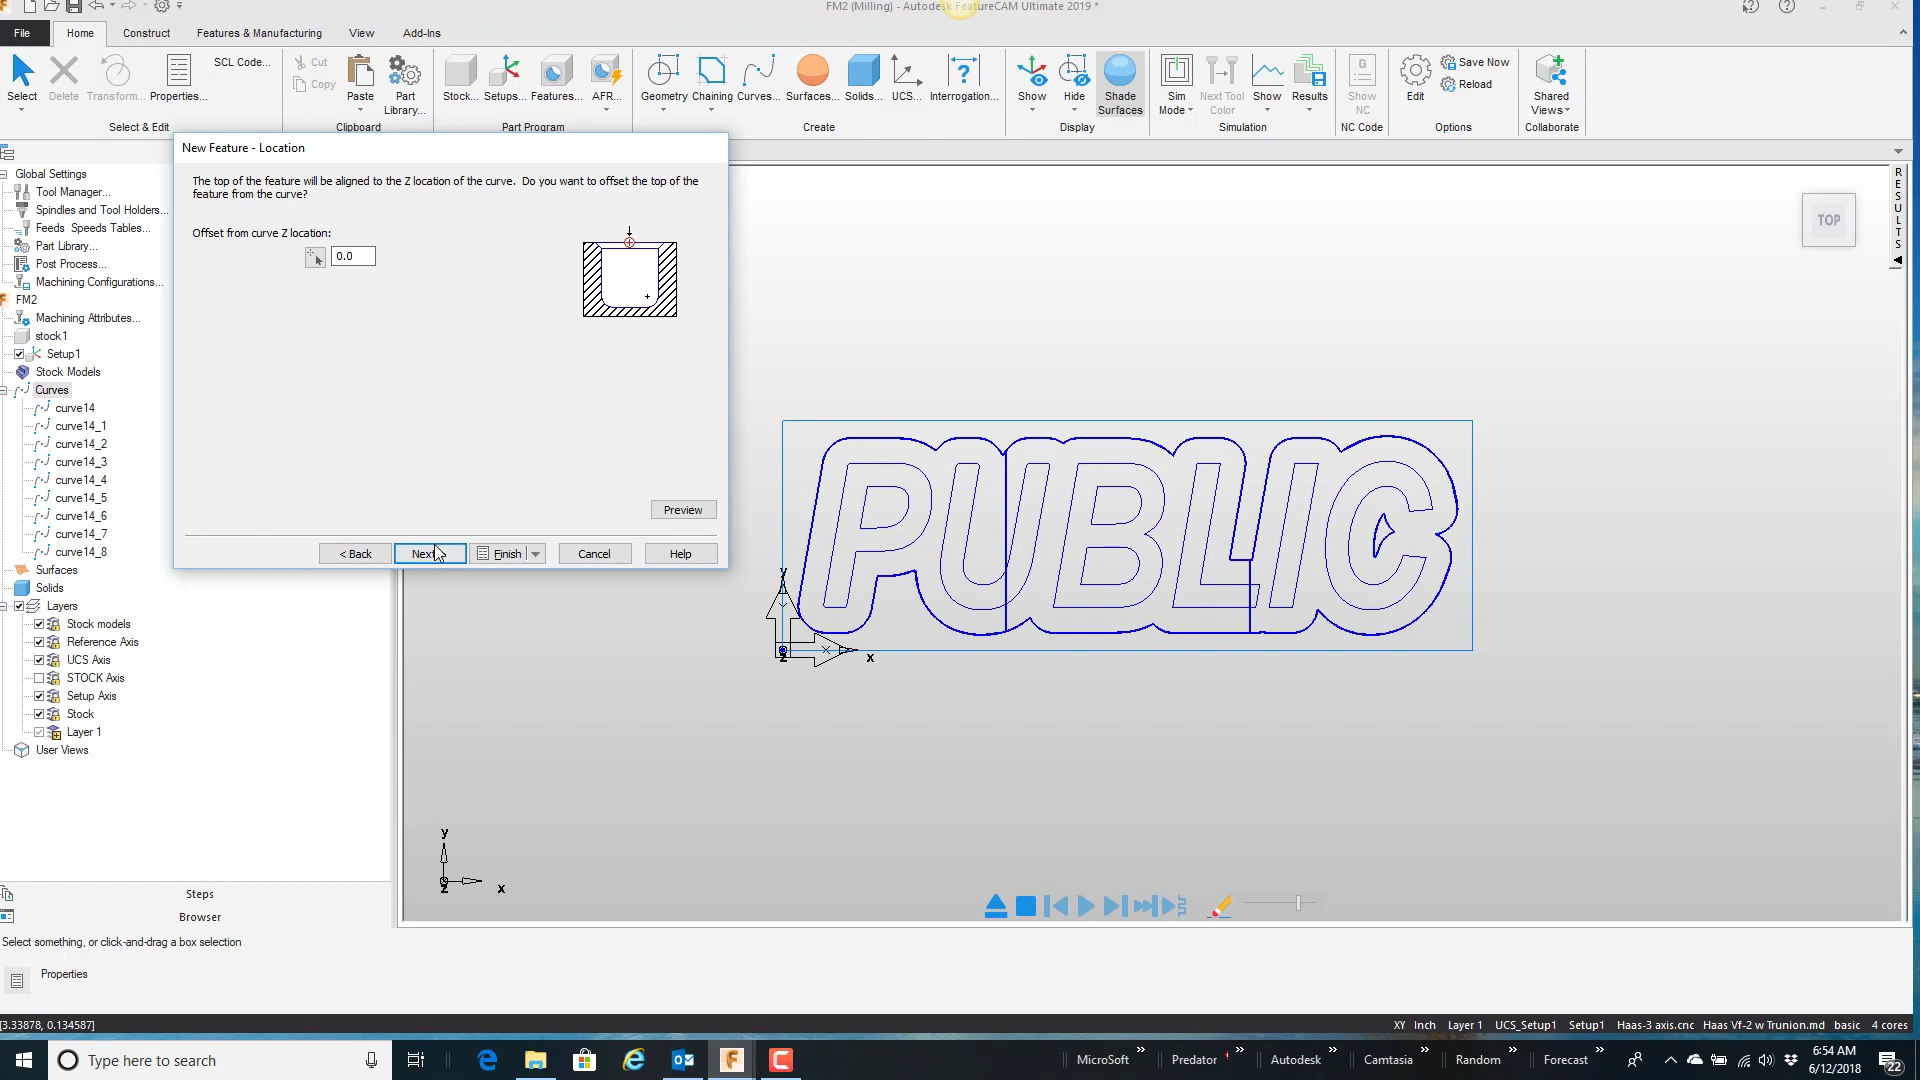 FM2 (Milling) - Autodesk FeatureCAM Ultimate 2019 *
File Home Construct Features & Manufacturing View Add-Ins
Select Delete Transform... Properties... SCL Code...
Cut Copy Paste Part Library...
Stock... Setups... Features... AFR...
Geometry Chaining Curves... Surfaces... Solids... UCS... Interrogation...
Show Hide Shade Surfaces
Sim Mode Next Tool Color Show Results
Show NC
Edit Save Now
Reload
Shared Views
Select & Edit Clipboard Part Program Create Display Simulation NC Code Options Collaborate
New Feature - Location
The top of the feature will be aligned to the Z location of the curve. Do you want to offset the top of the
feature from the curve?
Offset from curve Z location:
0.0
Preview
< Back Next Finish Cancel Help
Global Settings
Tool Manager...
Spindles and Tool Holders...
Feeds Speeds Tables...
Part Library...
Post Process...
Machining Configurations...
FM2
Machining Attributes...
stock1
Setup1
Stock Models
Curves
curve14
curve14_1
curve14_2
curve14_3
curve14_4
curve14_5
curve14_6
curve14_7
curve14_8
Surfaces
Solids
Layers
Stock models
Reference Axis
UCS Axis
STOCK Axis
Setup Axis
Stock
Layer 1
User Views
RESULTS
TOP
PUBLIC
y
x
z
y
x
z
Steps
Browser
Select something, or click-and-drag a box selection
Properties
[3.33878, 0.134587]
XY Inch Layer 1 UCS_Setup1 Setup1 Haas-3 axis.cnc Haas Vf-2 w Trunion.md basic 4 cores
Type here to search
MicroSoft » Predator » Autodesk » Camtasia » Random » Forecast »
6:54 AM
6/12/2018
22